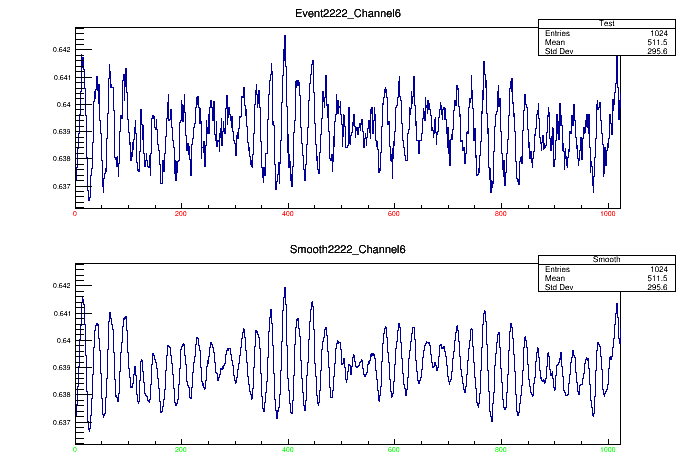 Event2222_Channel6
Test
Entries 1024
Mean 511.5
Std Dev 295.6
0.642
0.641
0.64
0.639
0.638
0.637
0 200 400 600 800 1000
Smooth2222_Channel6
Smooth
Entries 1024
Mean 511.5
Std Dev 295.6
0.642
0.641
0.64
0.639
0.638
0.637
0 200 400 600 800 1000